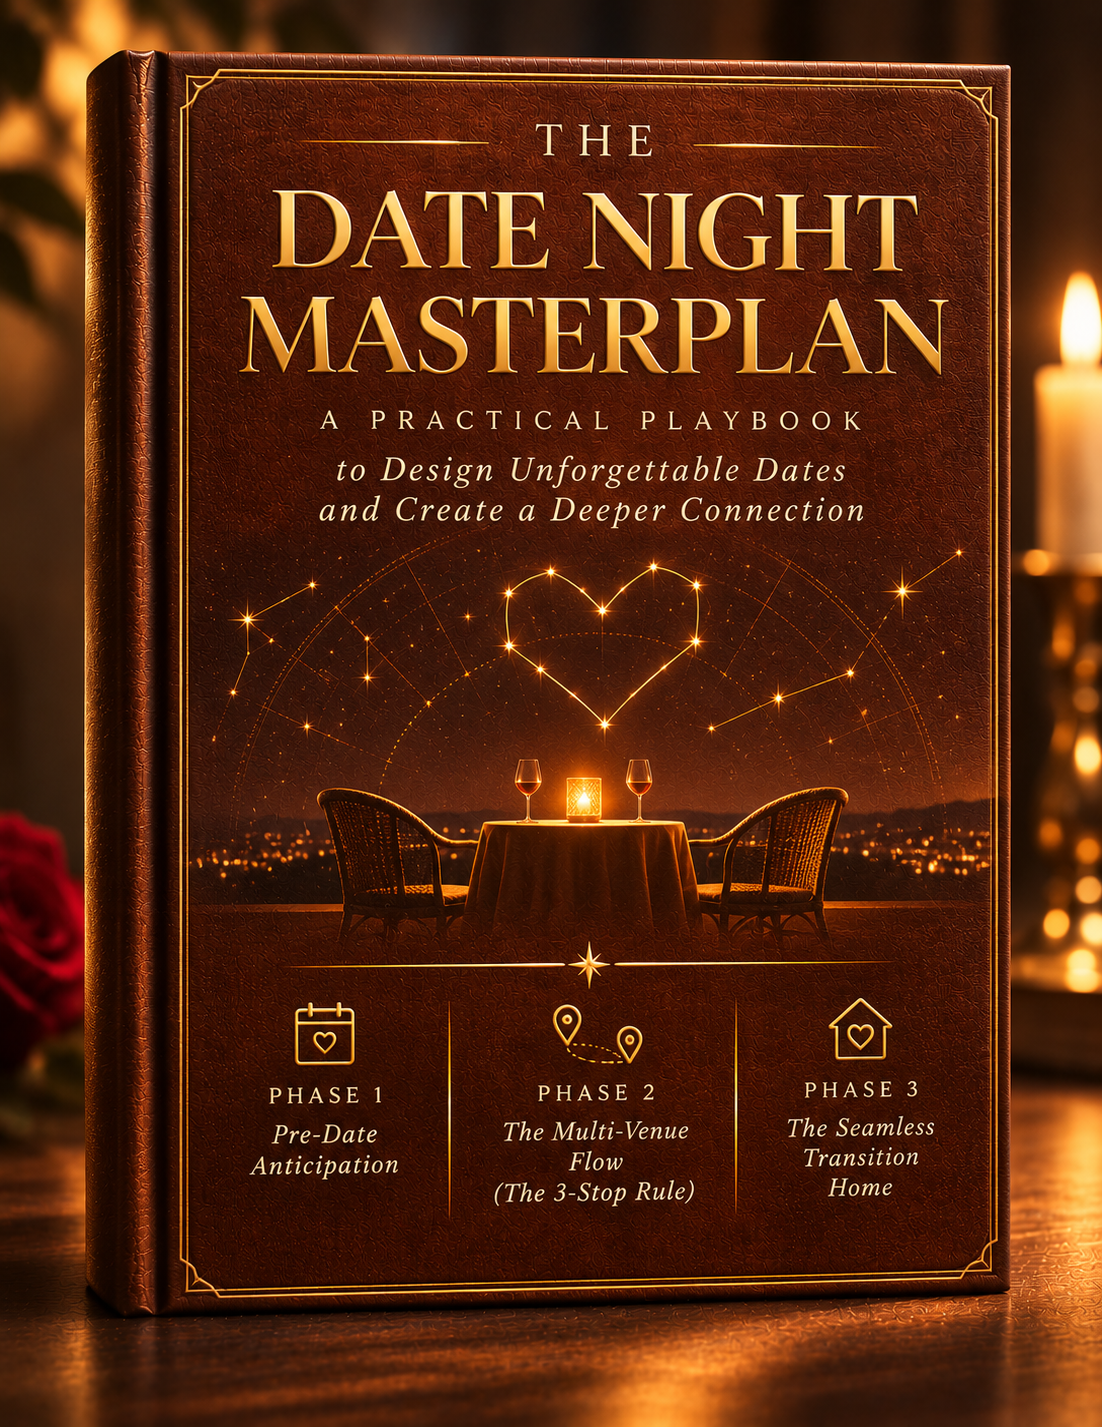 THE
DATE NIGHT
MASTERPLAN
A PRACTICAL PLAYBOOK
to Design Unforgettable Dates
and Create a Deeper Connection
PHASE 1
Pre-Date
Anticipation
PHASE 2
The Multi-Venue
Flow
(The 3-Stop Rule)
PHASE 3
The Seamless
Transition
Home